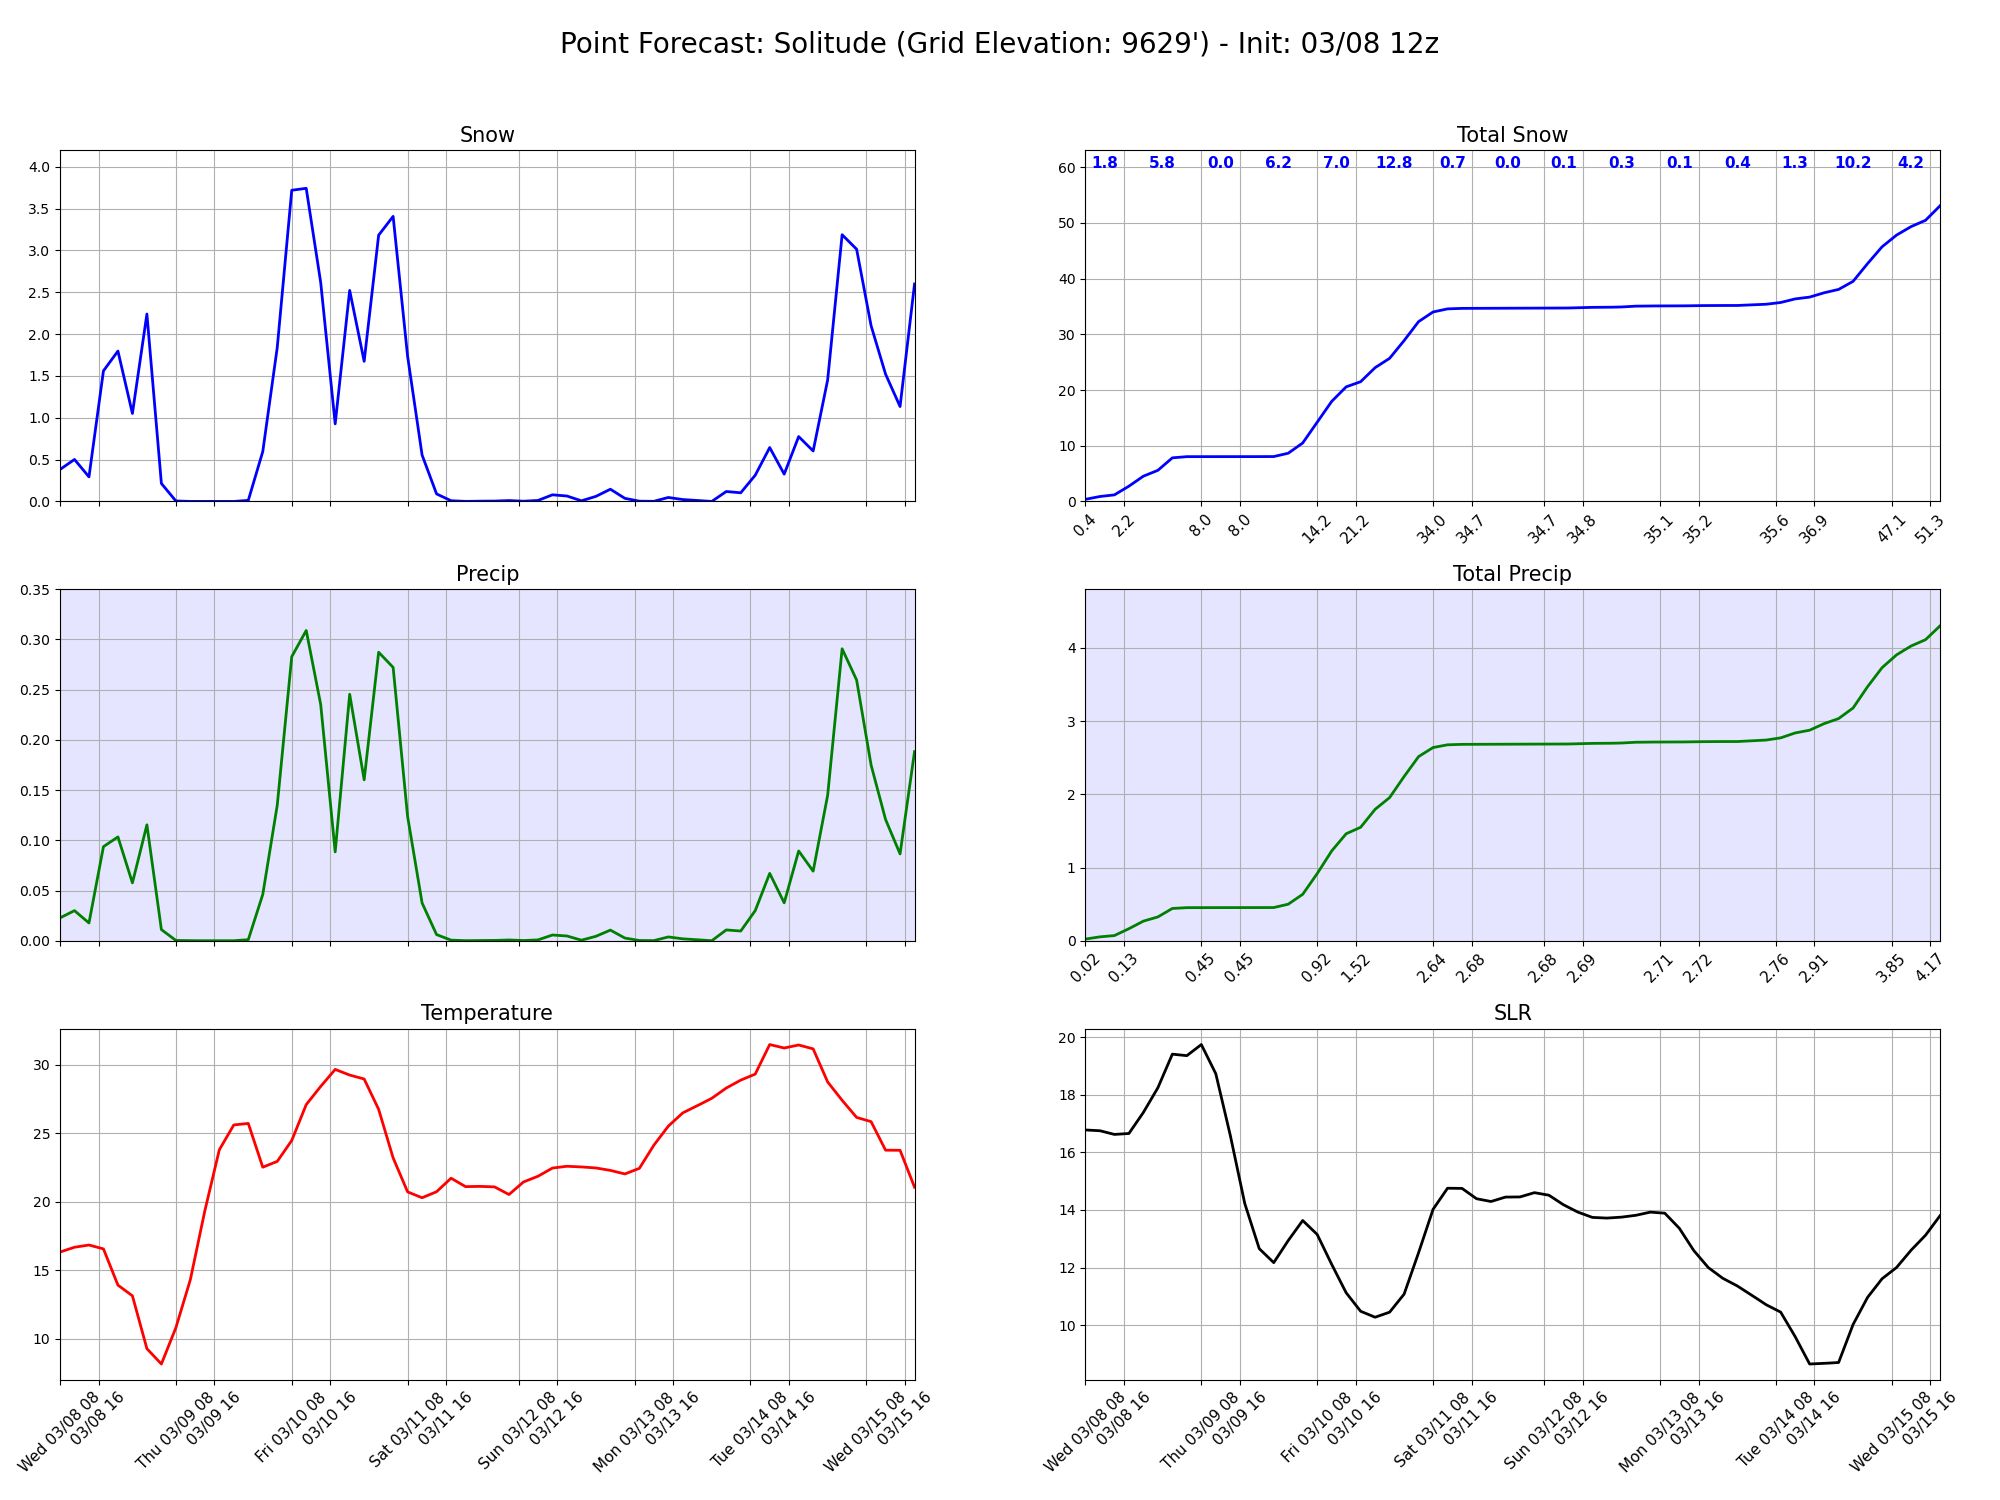 Point Forecast: Solitude (Grid Elevation: 9629') - Init: 03/08 12z
Snow
4.0
3.5
3.0
2.5
2.0
1.5
1.0
0.5
0.0
Total Snow
1.8 5.8 0.0 6.2 7.0 12.8 0.7 0.0 0.1 0.3 0.1 0.4 1.3 10.2 4.2
60
50
40
30
20
10
0
0.4 2.2 8.0 8.0 14.2 21.2 34.0 34.7 34.7 34.8 35.1 35.2 35.6 36.9 47.1 51.3
Precip
0.35
0.30
0.25
0.20
0.15
0.10
0.05
0.00
Total Precip
4
3
2
1
0
0.02 0.13 0.45 0.45 0.92 1.52 2.64 2.68 2.68 2.69 2.71 2.72 2.76 2.91 3.85 4.17
Temperature
30
25
20
15
10
Wed 03/08 08
03/08 16
Thu 03/09 08
03/09 16
Fri 03/10 08
03/10 16
Sat 03/11 08
03/11 16
Sun 03/12 08
03/12 16
Mon 03/13 08
03/13 16
Tue 03/14 08
03/14 16
Wed 03/15 08
03/15 16
SLR
20
18
16
14
12
10
Wed 03/08 08
03/08 16
Thu 03/09 08
03/09 16
Fri 03/10 08
03/10 16
Sat 03/11 08
03/11 16
Sun 03/12 08
03/12 16
Mon 03/13 08
03/13 16
Tue 03/14 08
03/14 16
Wed 03/15 08
03/15 16